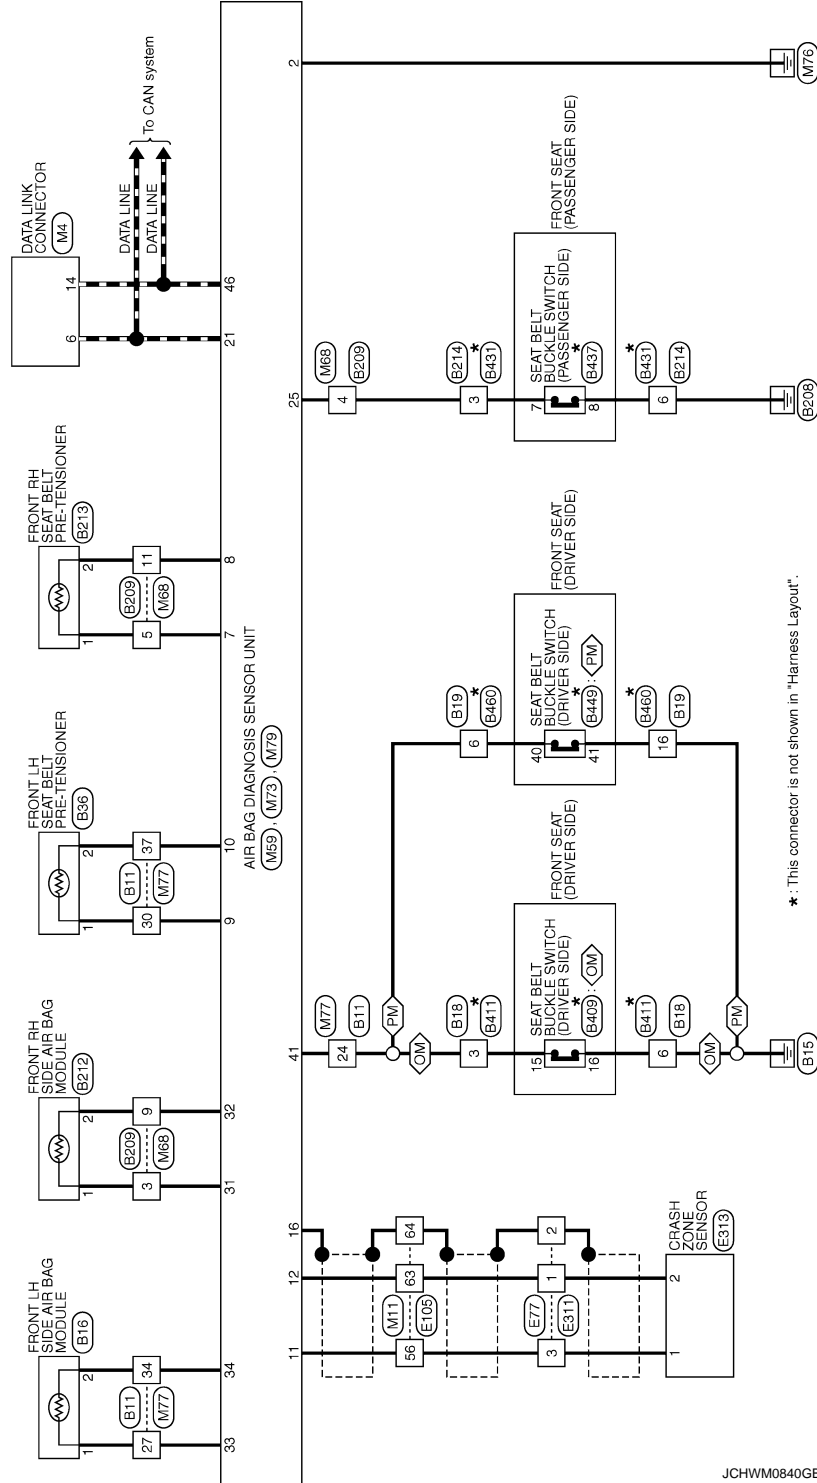 FRONT LH
SIDE AIR BAG
MODULE
B16
1
2
27
34
B11
M77
33
34
FRONT RH
SIDE AIR BAG
MODULE
B212
1
2
3
9
B209
M68
31
32
FRONT LH
SEAT BELT
PRE-TENSIONER
B36
1
2
30
37
B11
M77
9
10
FRONT RH
SEAT BELT
PRE-TENSIONER
B213
1
2
5
11
B209
M68
7
8
DATA LINK
CONNECTOR
M4
6
14
DATA LINE
DATA LINE
To CAN system
21
46
AIR BAG DIAGNOSIS SENSOR UNIT
M59 , M73 , M79
11
12
16
56
63
64
M11
E105
3
1
2
E77
E311
1
2
CRASH
ZONE
SENSOR
E313
41
24
M77
B11
PM
OM
3
B18
*
B411
FRONT SEAT
(DRIVER SIDE)
SEAT BELT
BUCKLE SWITCH
(DRIVER SIDE)
*
B409 : OM
15
16
6
*
B411
B18
OM
PM
B15
6
B19
*
B460
FRONT SEAT
(DRIVER SIDE)
SEAT BELT
BUCKLE SWITCH
(DRIVER SIDE)
*
B449 : PM
40
41
16
*
B460
B19
25
4
M68
B209
3
B214
*
B431
FRONT SEAT
(PASSENGER SIDE)
SEAT BELT
BUCKLE SWITCH
(PASSENGER SIDE)
*
B437
7
8
6
*
B431
B214
B208
2
M76
* : This connector is not shown in "Harness Layout".
JCHWM0840GE